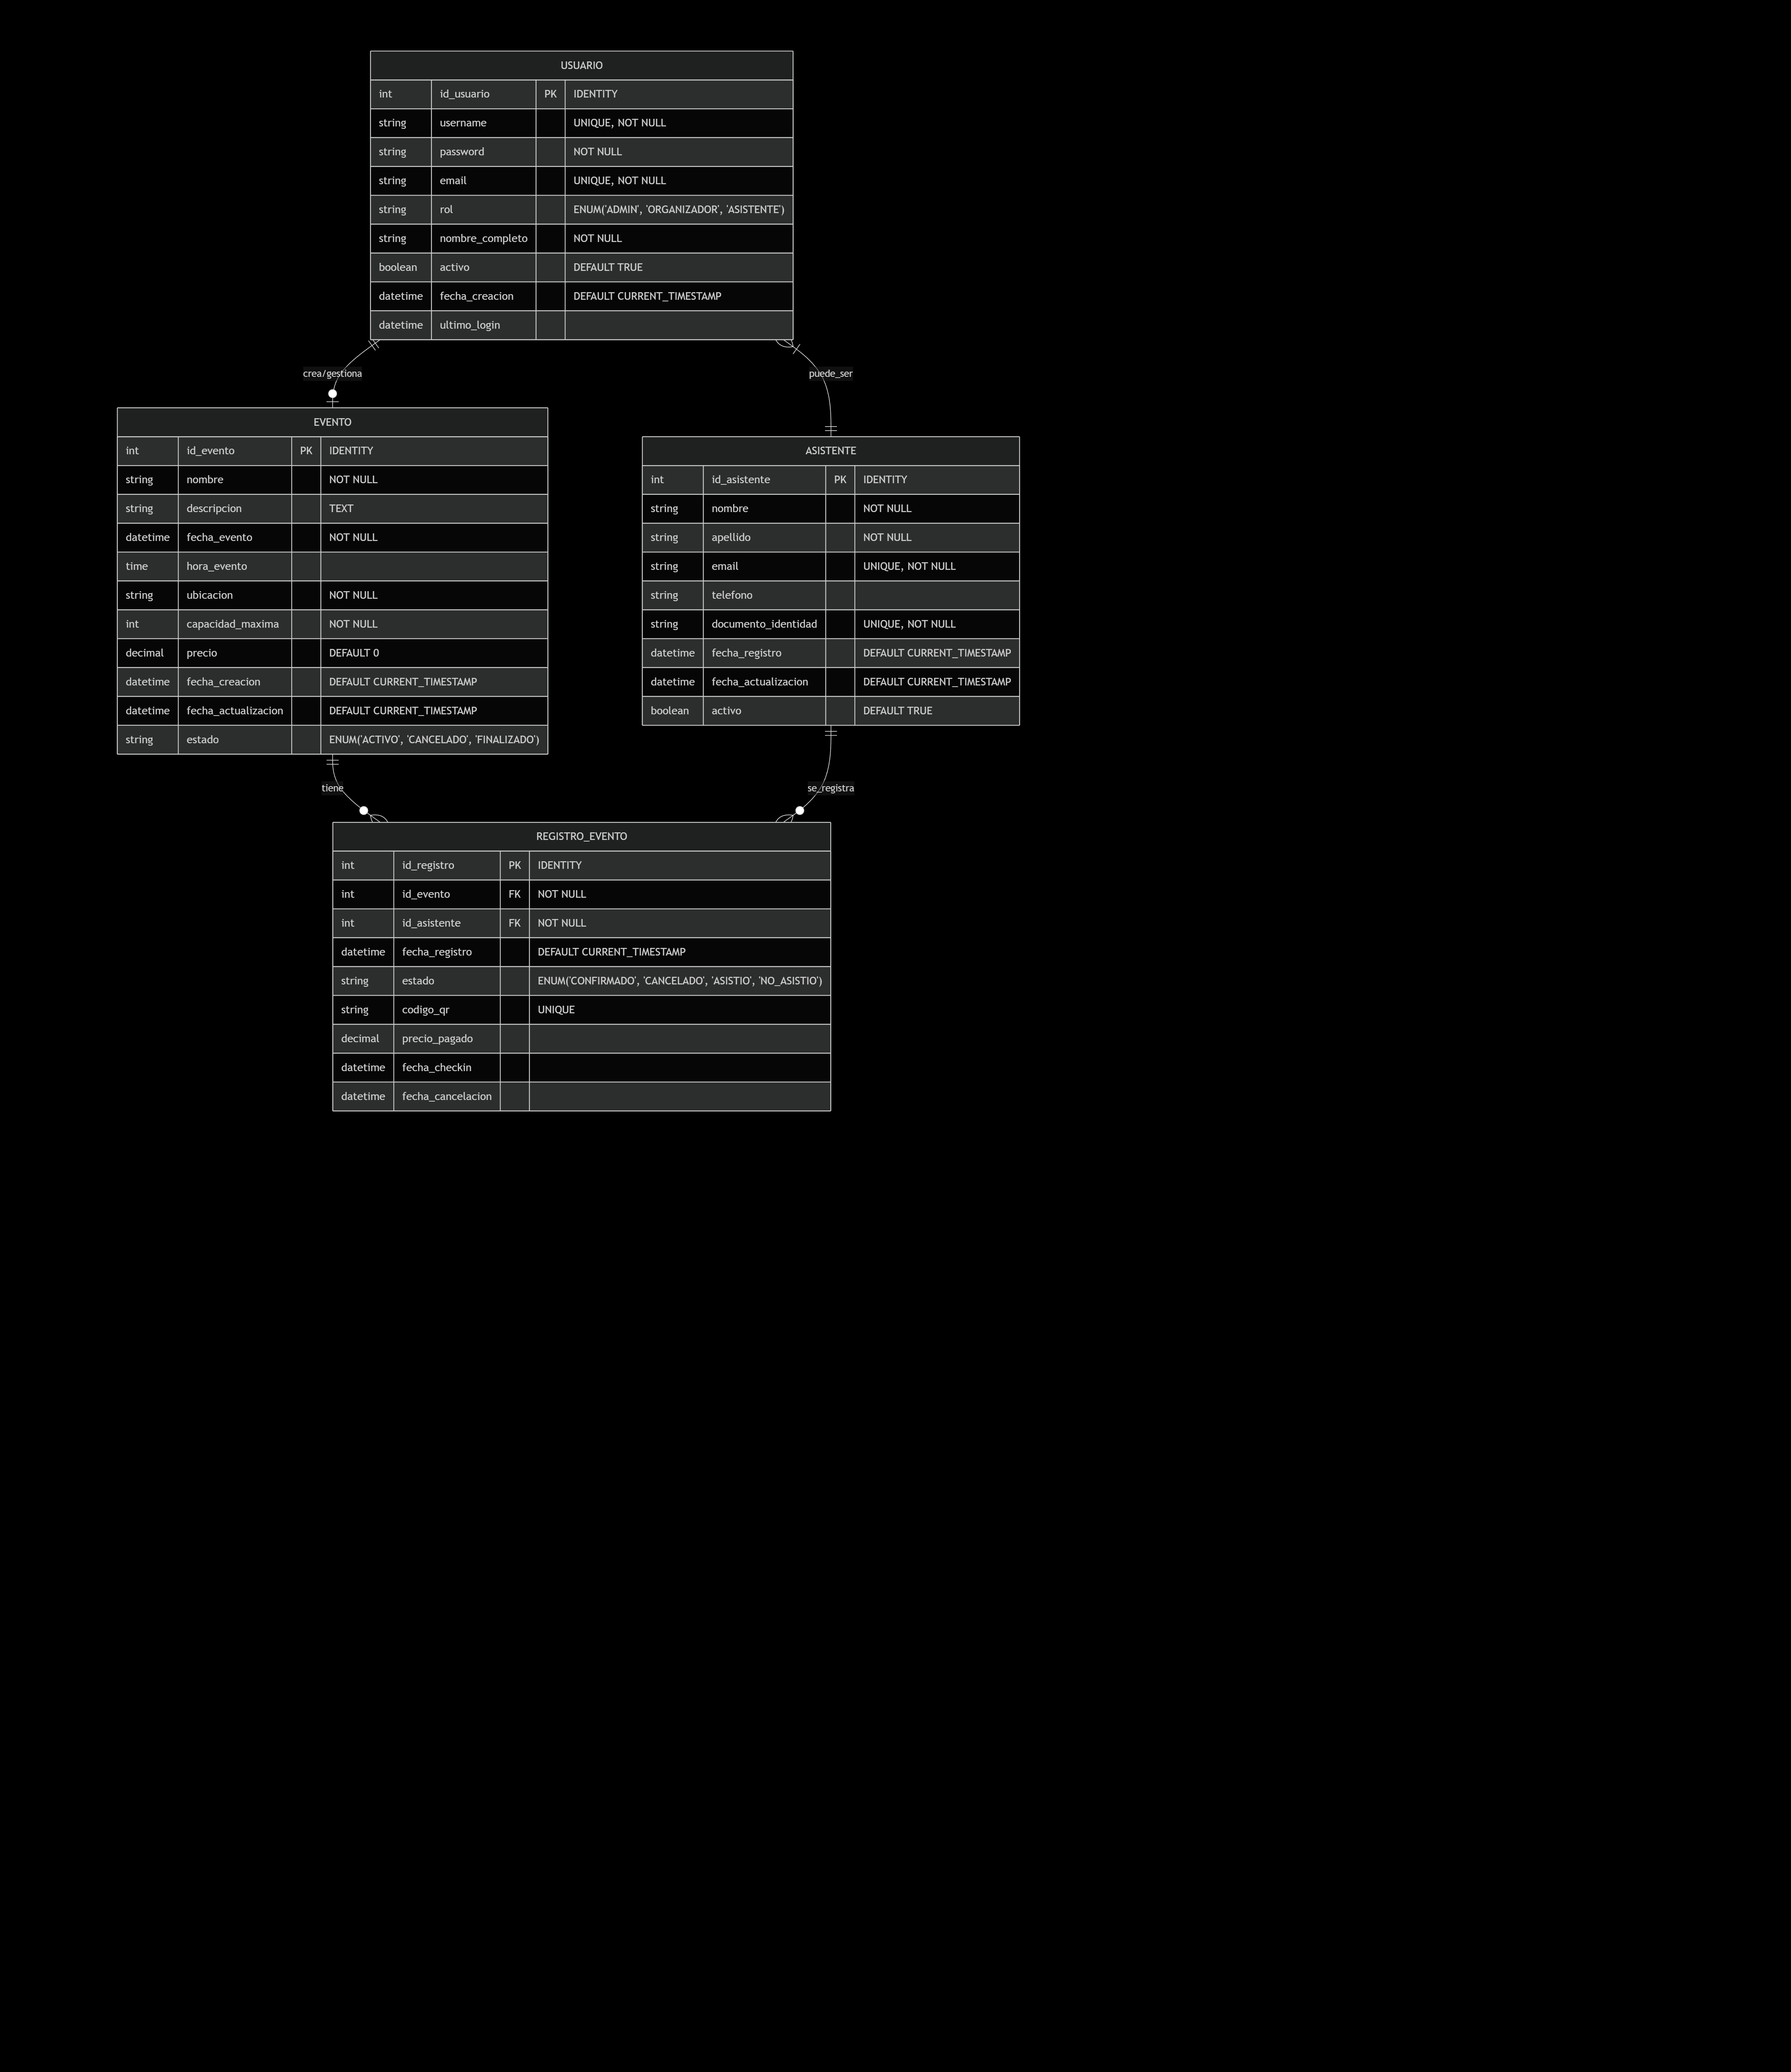 USUARIO
int id_usuario PK IDENTITY
string username UNIQUE, NOT NULL
string password NOT NULL
string email UNIQUE, NOT NULL
string rol ENUM('ADMIN', 'ORGANIZADOR', 'ASISTENTE')
string nombre_completo NOT NULL
boolean activo DEFAULT TRUE
datetime fecha_creacion DEFAULT CURRENT_TIMESTAMP
datetime ultimo_login
crea/gestiona
puede_ser
EVENTO
int id_evento PK IDENTITY
string nombre NOT NULL
string descripcion TEXT
datetime fecha_evento NOT NULL
time hora_evento
string ubicacion NOT NULL
int capacidad_maxima NOT NULL
decimal precio DEFAULT 0
datetime fecha_creacion DEFAULT CURRENT_TIMESTAMP
datetime fecha_actualizacion DEFAULT CURRENT_TIMESTAMP
string estado ENUM('ACTIVO', 'CANCELADO', 'FINALIZADO')
ASISTENTE
int id_asistente PK IDENTITY
string nombre NOT NULL
string apellido NOT NULL
string email UNIQUE, NOT NULL
string telefono
string documento_identidad UNIQUE, NOT NULL
datetime fecha_registro DEFAULT CURRENT_TIMESTAMP
datetime fecha_actualizacion DEFAULT CURRENT_TIMESTAMP
boolean activo DEFAULT TRUE
tiene
se_registra
REGISTRO_EVENTO
int id_registro PK IDENTITY
int id_evento FK NOT NULL
int id_asistente FK NOT NULL
datetime fecha_registro DEFAULT CURRENT_TIMESTAMP
string estado ENUM('CONFIRMADO', 'CANCELADO', 'ASISTIO', 'NO_ASISTIO')
string codigo_qr UNIQUE
decimal precio_pagado
datetime fecha_checkin
datetime fecha_cancelacion